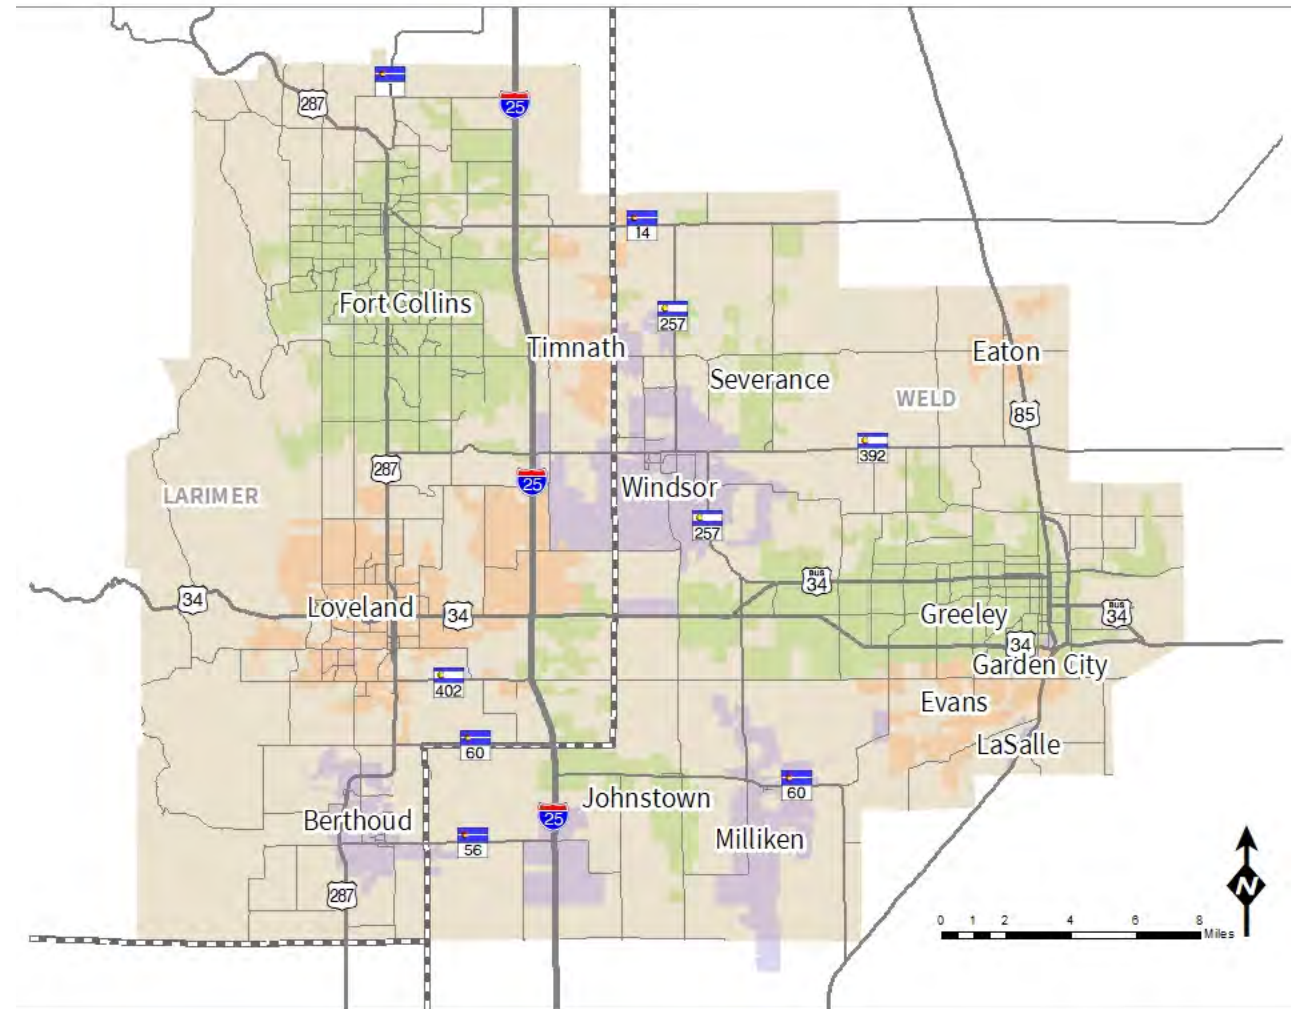 1
287
25
14
Fort Collins
257
Timnath
Eaton
Severance
WELD
85
392
287
25
LARIMER
Windsor
257
BUS
34
34
Loveland
34
Greeley
BUS
34
34
Garden City
402
Evans
60
LaSalle
60
Johnstown
25
Berthoud
Milliken
56
287
N
0 1 2 4 6 8
Miles